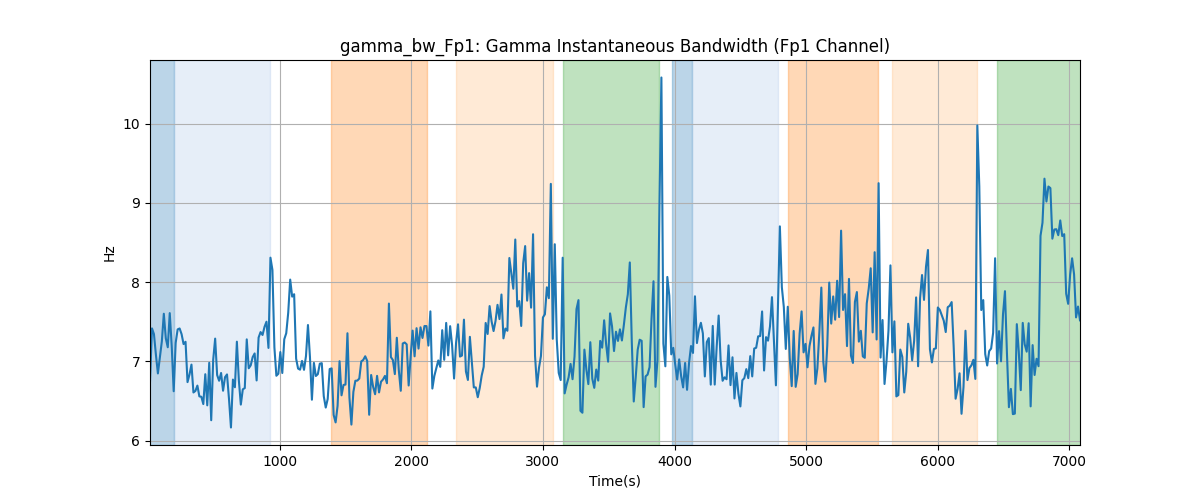 gamma_bw_Fp1: Gamma Instantaneous Bandwidth (Fp1 Channel)
10
9
8
7
6
Hz
1000 2000 3000 4000 5000 6000 7000
Time(s)